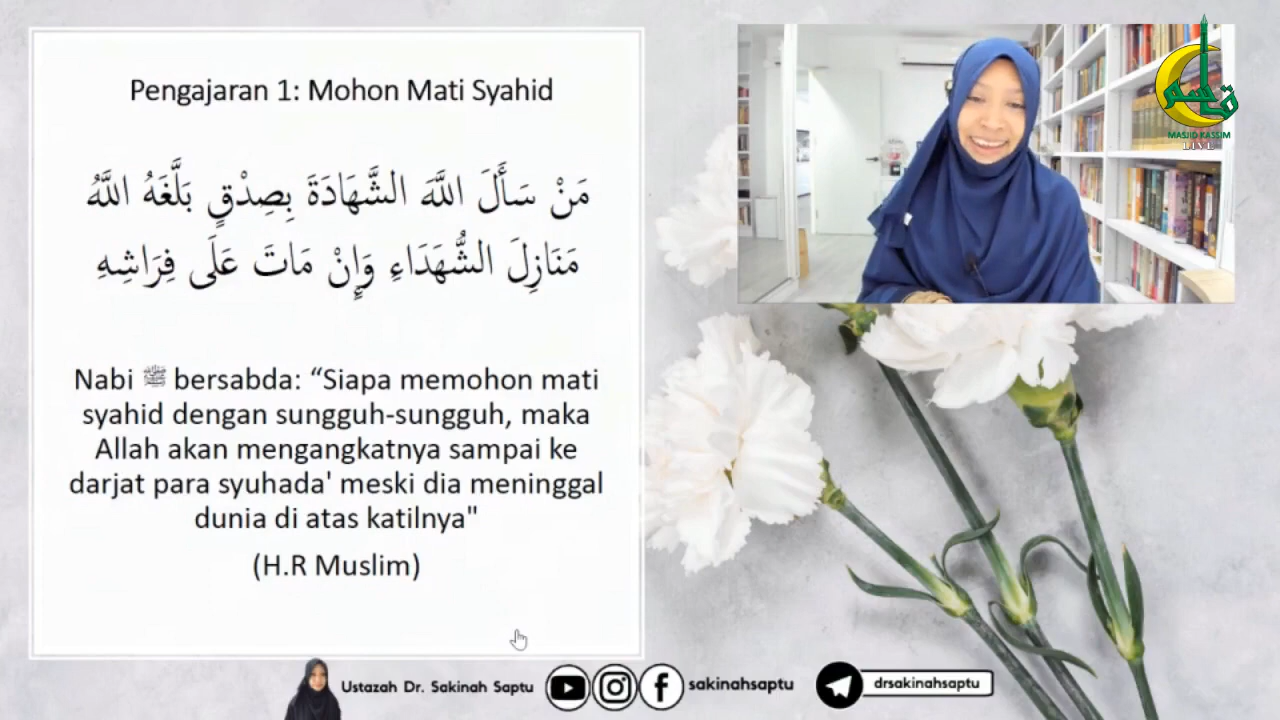 Pengajaran 1: Mohon Mati Syahid
مَنْ سَأَلَ اللَّهَ الشَّهَادَةَ بِصِدْقٍ بَلَّغَهُ اللَّهُ
مَنَازِلَ الشُّهَدَاءِ وَإِنْ مَاتَ عَلَى فِرَاشِهِ
Nabi ﷺ bersabda: “Siapa memohon mati
syahid dengan sungguh-sungguh, maka
Allah akan mengangkatnya sampai ke
darjat para syuhada' meski dia meninggal
dunia di atas katilnya"
(H.R Muslim)
قاسم
MASJID KASSIM
LIVE
Ustazah Dr. Sakinah Saptu
sakinahsaptu
drsakinahsaptu